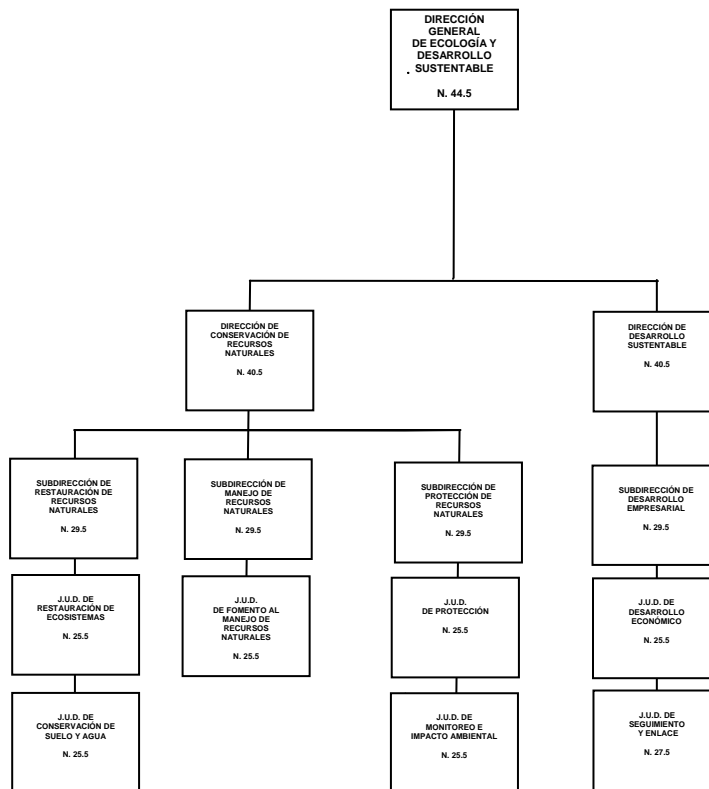 DIRECCIÓN
GENERAL
DE ECOLOGÍA Y
DESARROLLO
. SUSTENTABLE
N. 44.5
DIRECCIÓN DE
CONSERVACIÓN DE
RECURSOS
NATURALES
N. 40.5
DIRECCIÓN DE
DESARROLLO
SUSTENTABLE
N. 40.5
SUBDIRECCIÓN DE
RESTAURACIÓN DE
RECURSOS
NATURALES
N. 29.5
SUBDIRECCIÓN DE
MANEJO DE
RECURSOS
NATURALES
N. 29.5
SUBDIRECCIÓN DE
PROTECCIÓN DE
RECURSOS
NATURALES
N. 29.5
SUBDIRECCIÓN DE
DESARROLLO
EMPRESARIAL
N. 29.5
J.U.D. DE
RESTAURACIÓN DE
ECOSISTEMAS
N. 25.5
J.U.D.
DE FOMENTO AL
MANEJO DE
RECURSOS
NATURALES
N. 25.5
J.U.D.
DE PROTECCIÓN
N. 25.5
J.U.D. DE
DESARROLLO
ECONÓMICO
N. 25.5
J.U.D. DE
CONSERVACIÓN DE
SUELO Y AGUA
N. 25.5
J.U.D. DE
MONITOREO E
IMPACTO AMBIENTAL
N. 25.5
J.U.D. DE
SEGUIMIENTO
Y ENLACE
N. 27.5